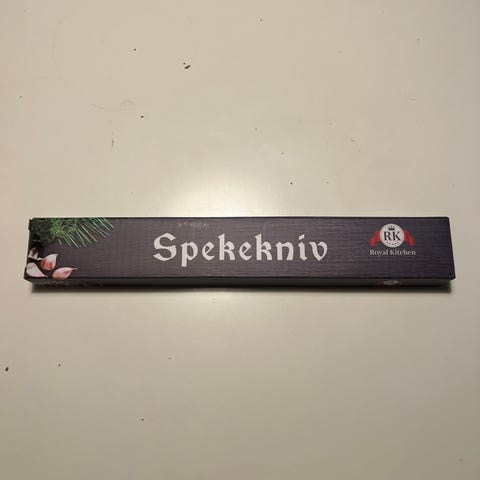 Spekekniv
RK
Royal Kitchen